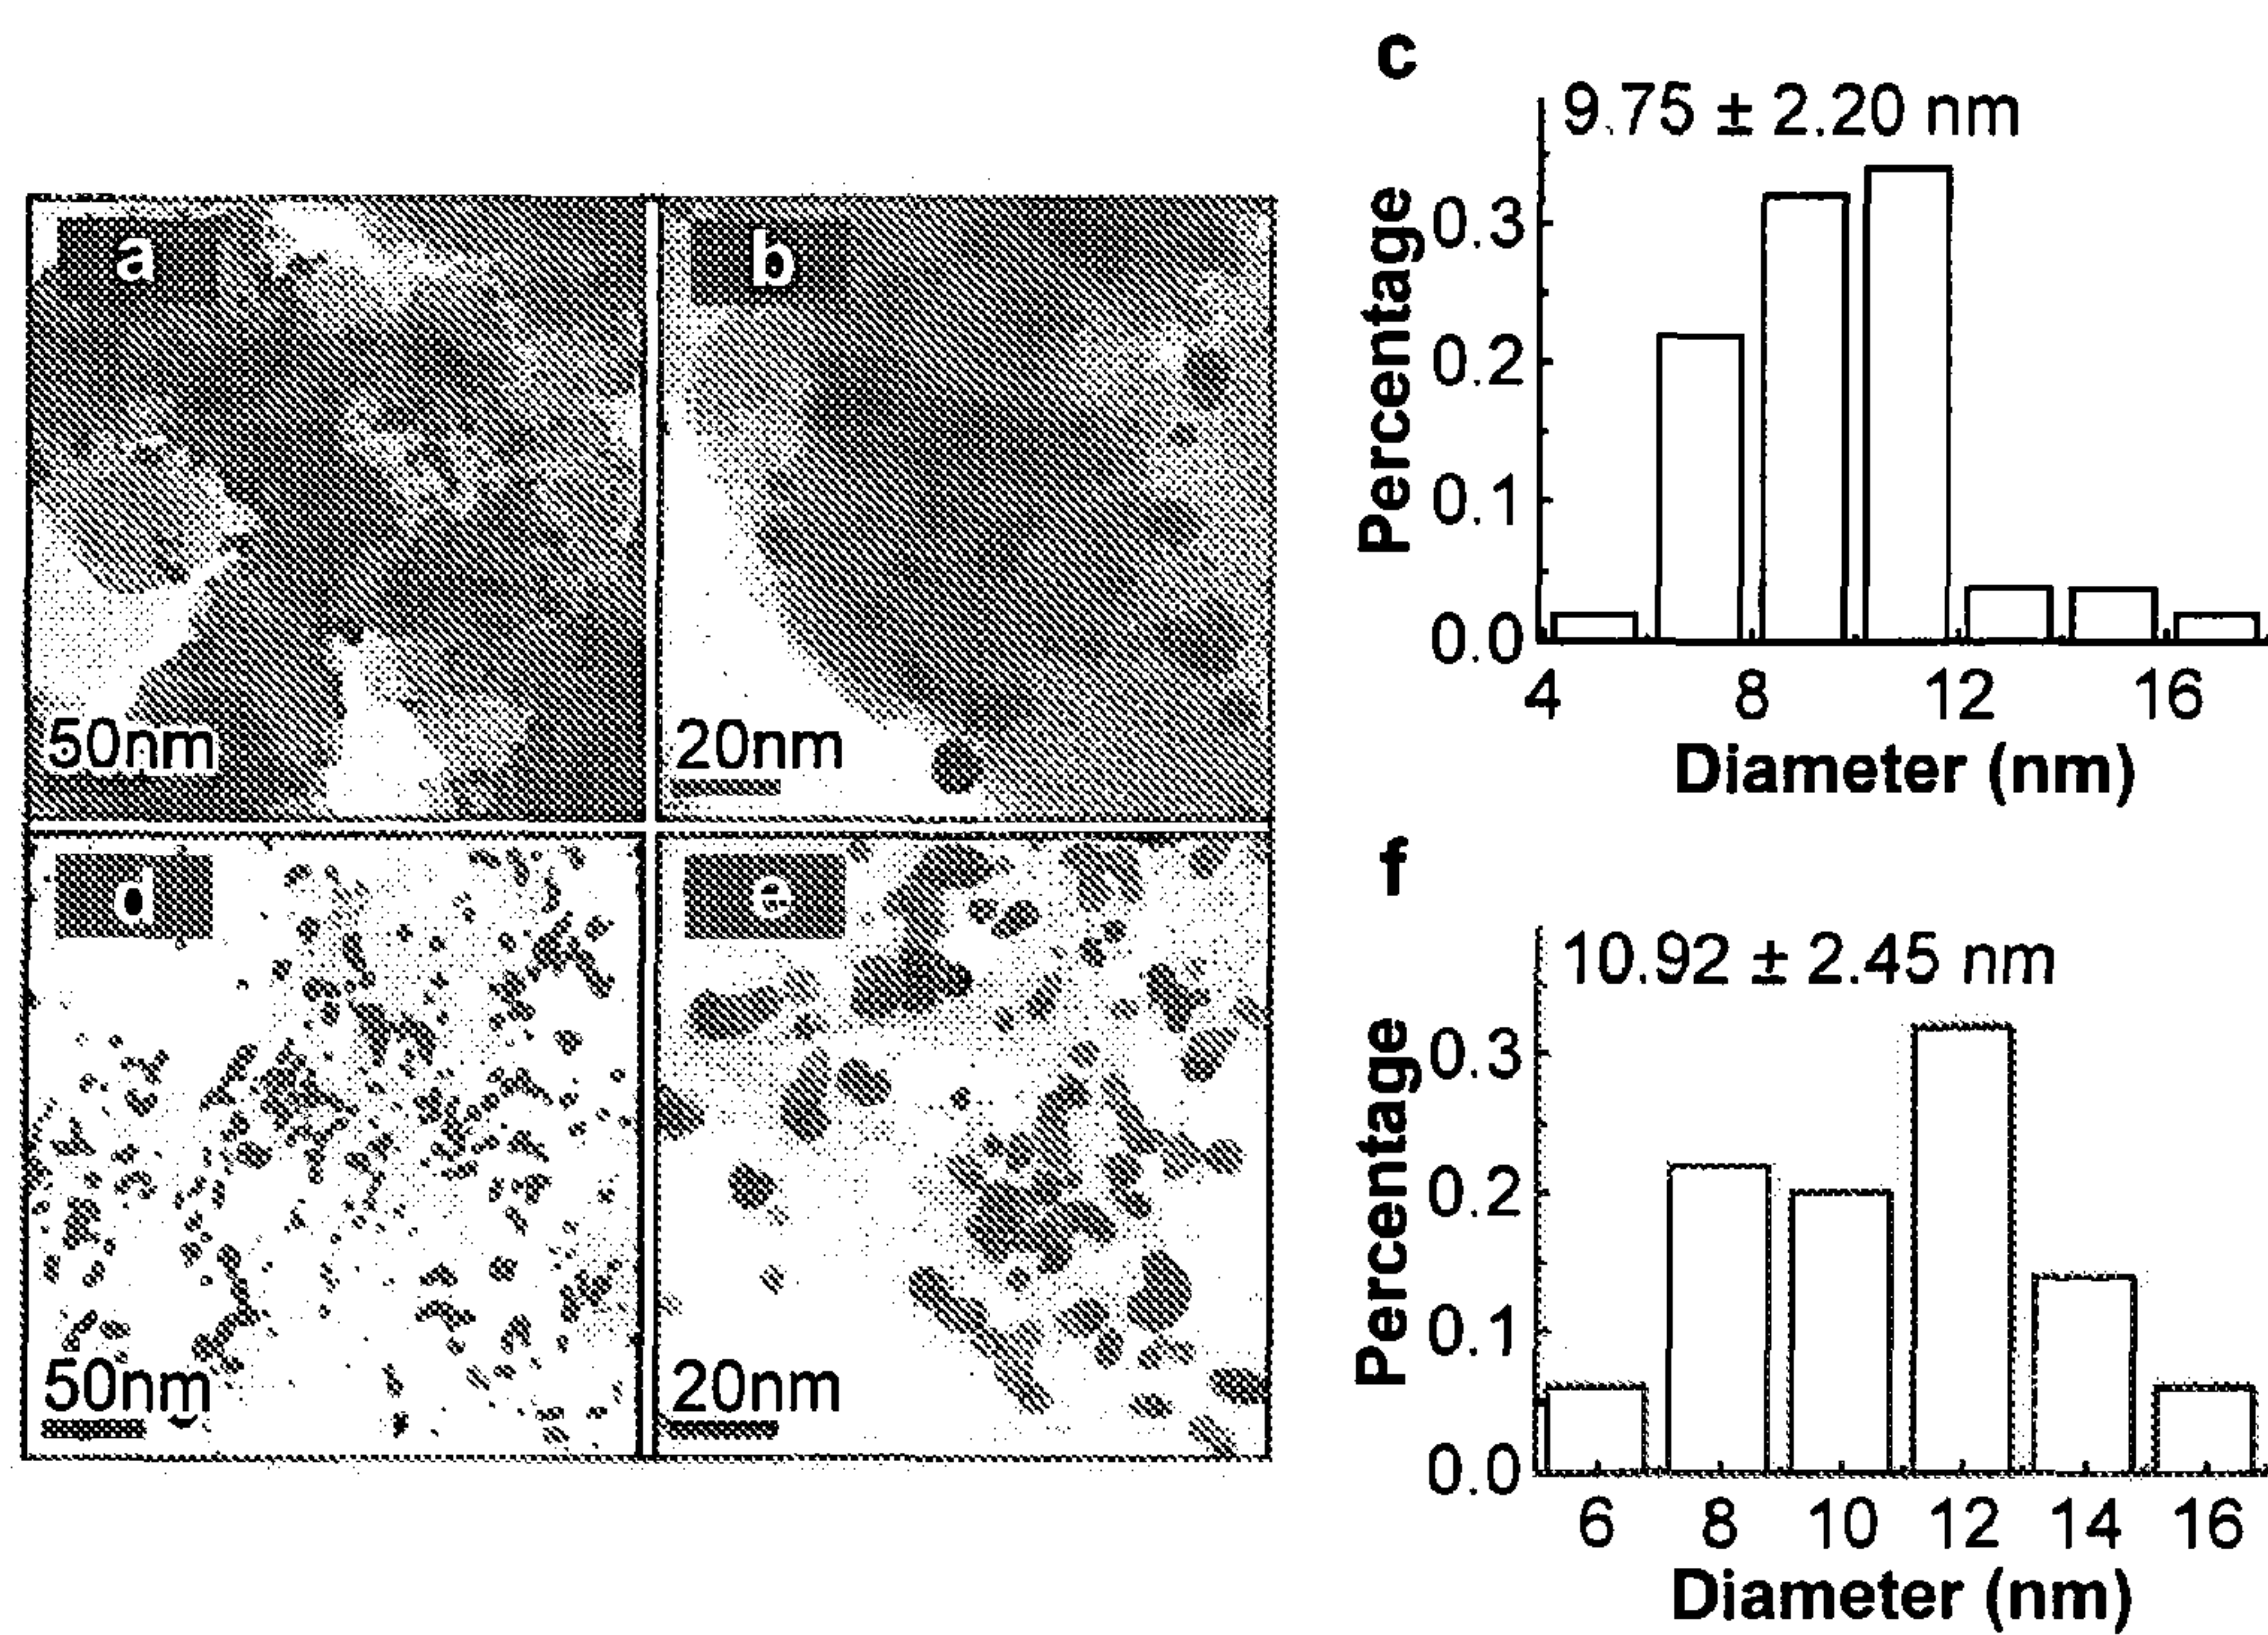 a
50nm
b
20nm
c
9.75 ± 2.20 nm
Percentage
0.3
0.2
0.1
0.0
4 8 12 16
Diameter (nm)
d
50nm
e
20nm
f
10.92 ± 2.45 nm
Percentage
0.3
0.2
0.1
0.0
6 8 10 12 14 16
Diameter (nm)